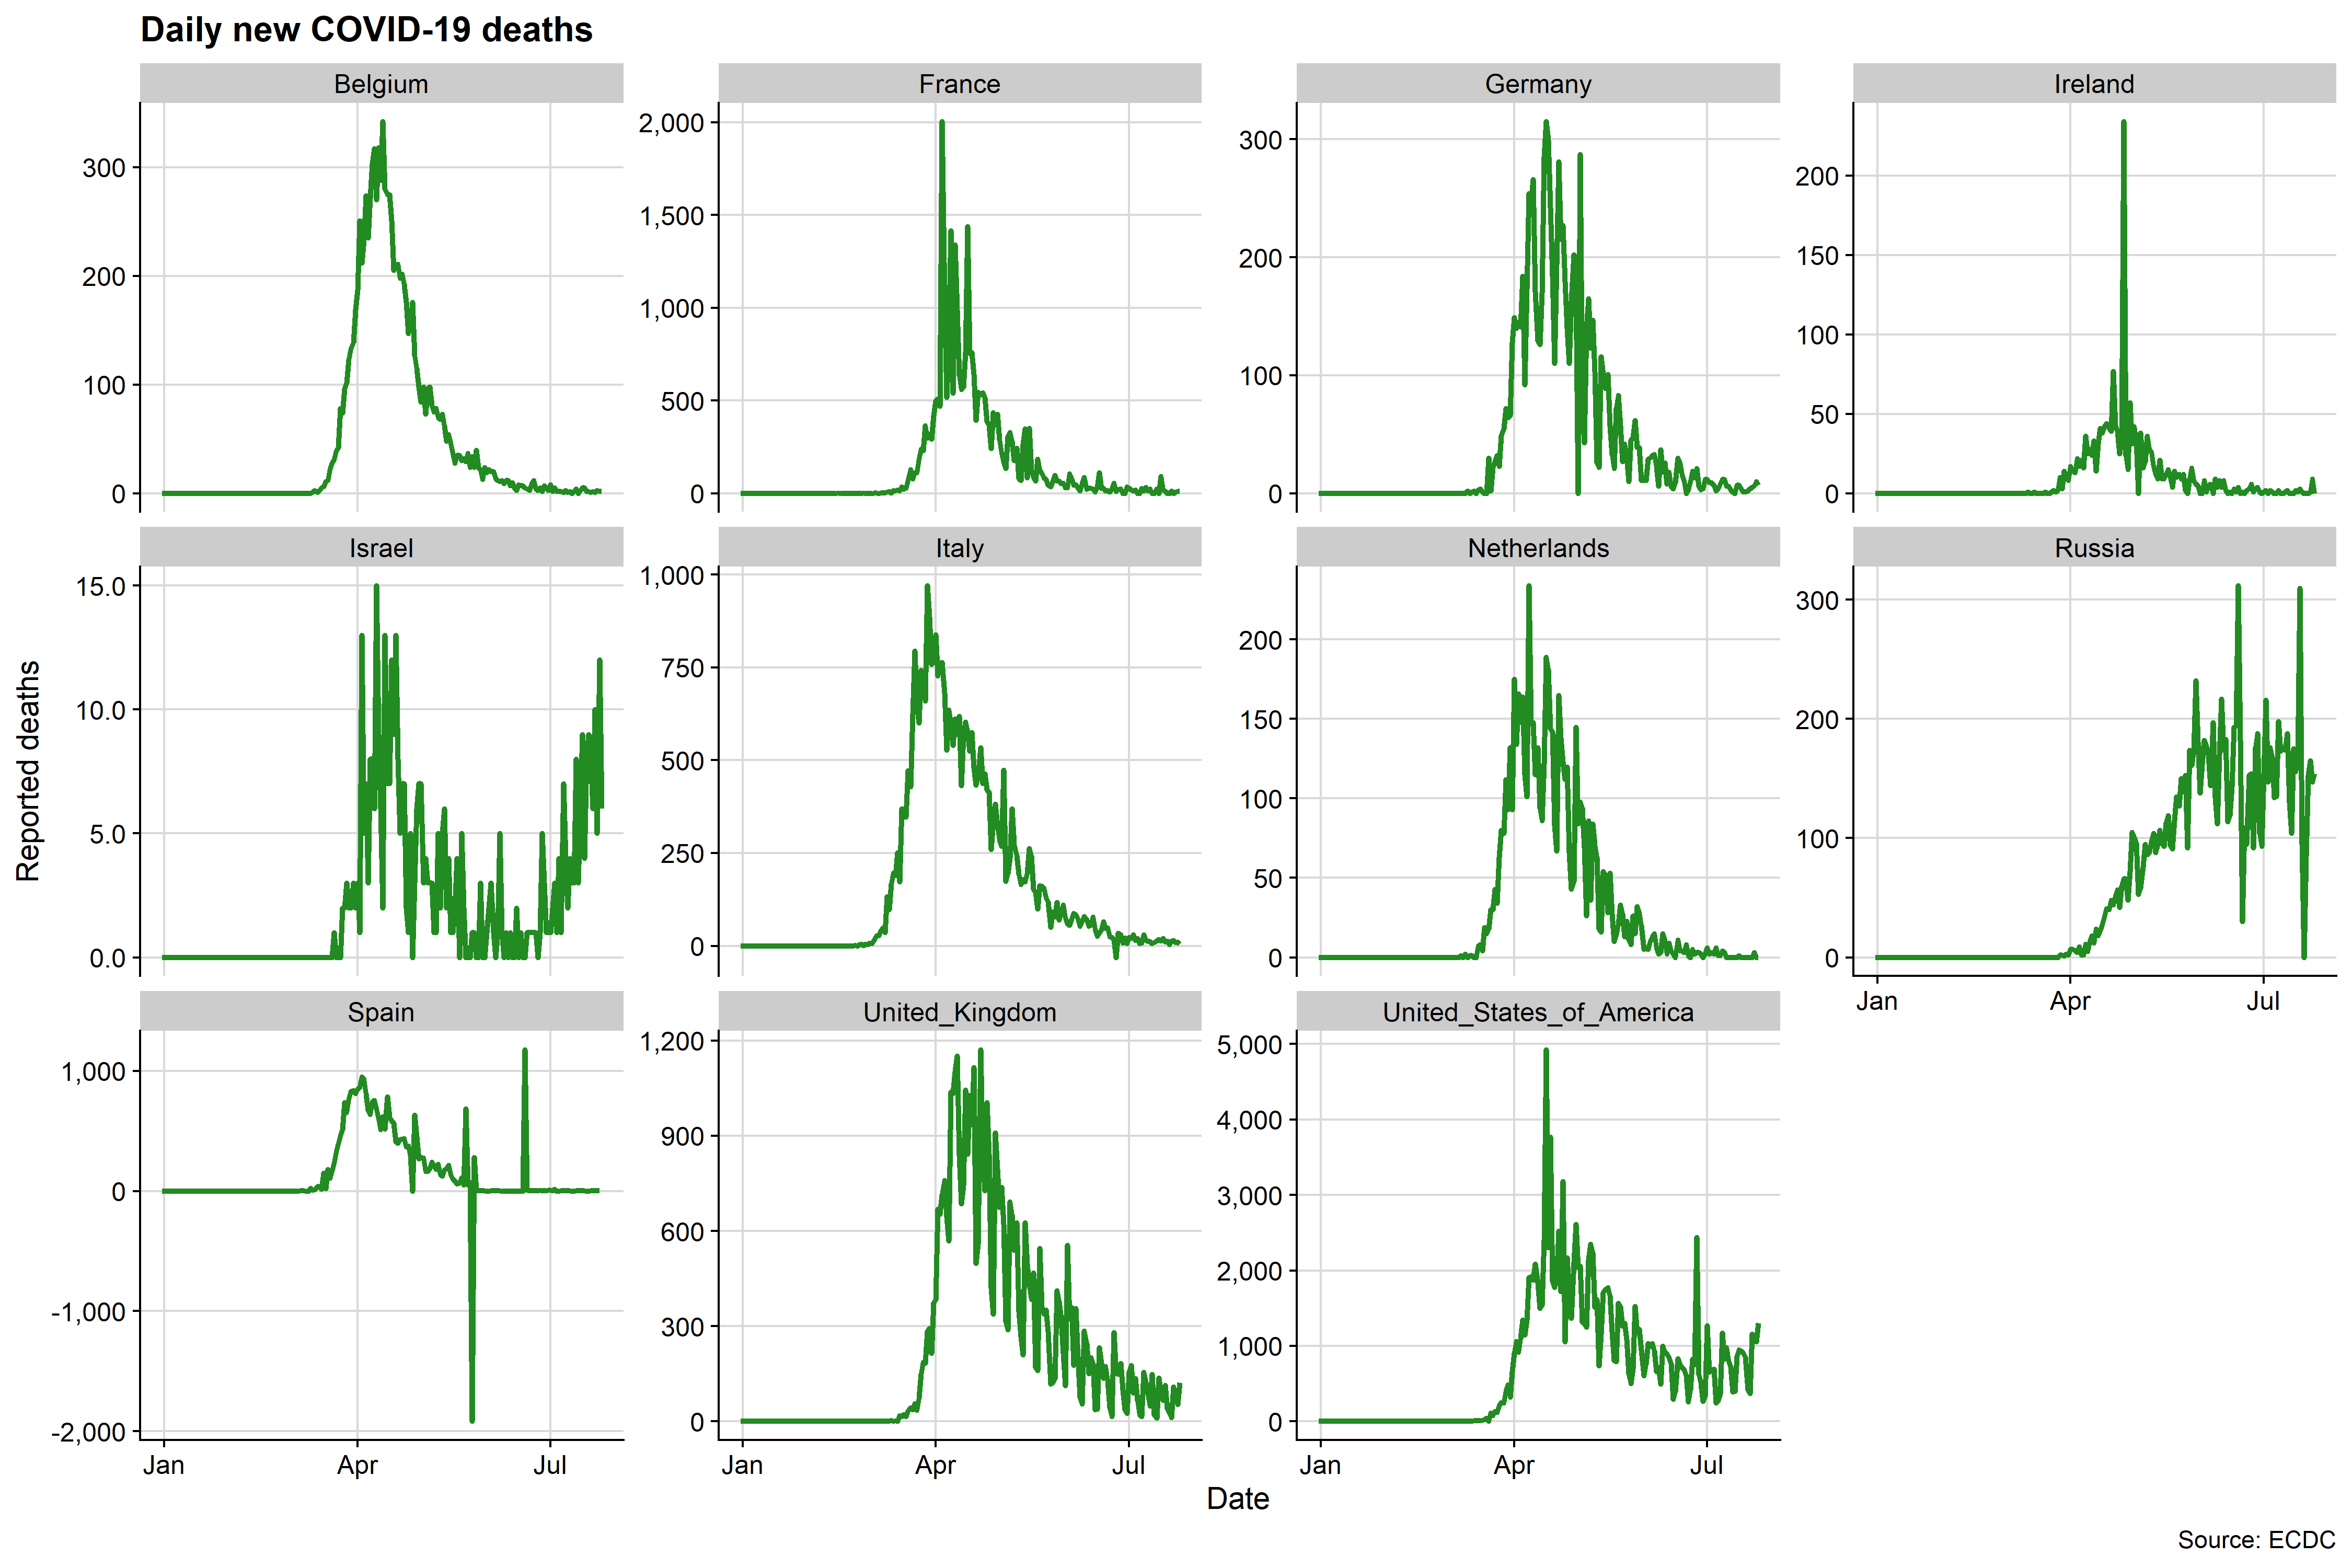 Daily new COVID-19 deaths
Belgium
France
Germany
Ireland
300
200
100
0
2,000
1,500
1,000
500
0
300
200
100
0
200
150
100
50
0
Israel
Italy
Netherlands
Russia
15.0
10.0
5.0
0.0
1,000
750
500
250
0
200
150
100
50
0
300
200
100
0
Jan Apr Jul
Reported deaths
Spain
United_Kingdom
United_States_of_America
1,000
0
-1,000
-2,000
1,200
900
600
300
0
5,000
4,000
3,000
2,000
1,000
0
Jan Apr Jul
Jan Apr Jul
Jan Apr Jul
Date
Source: ECDC